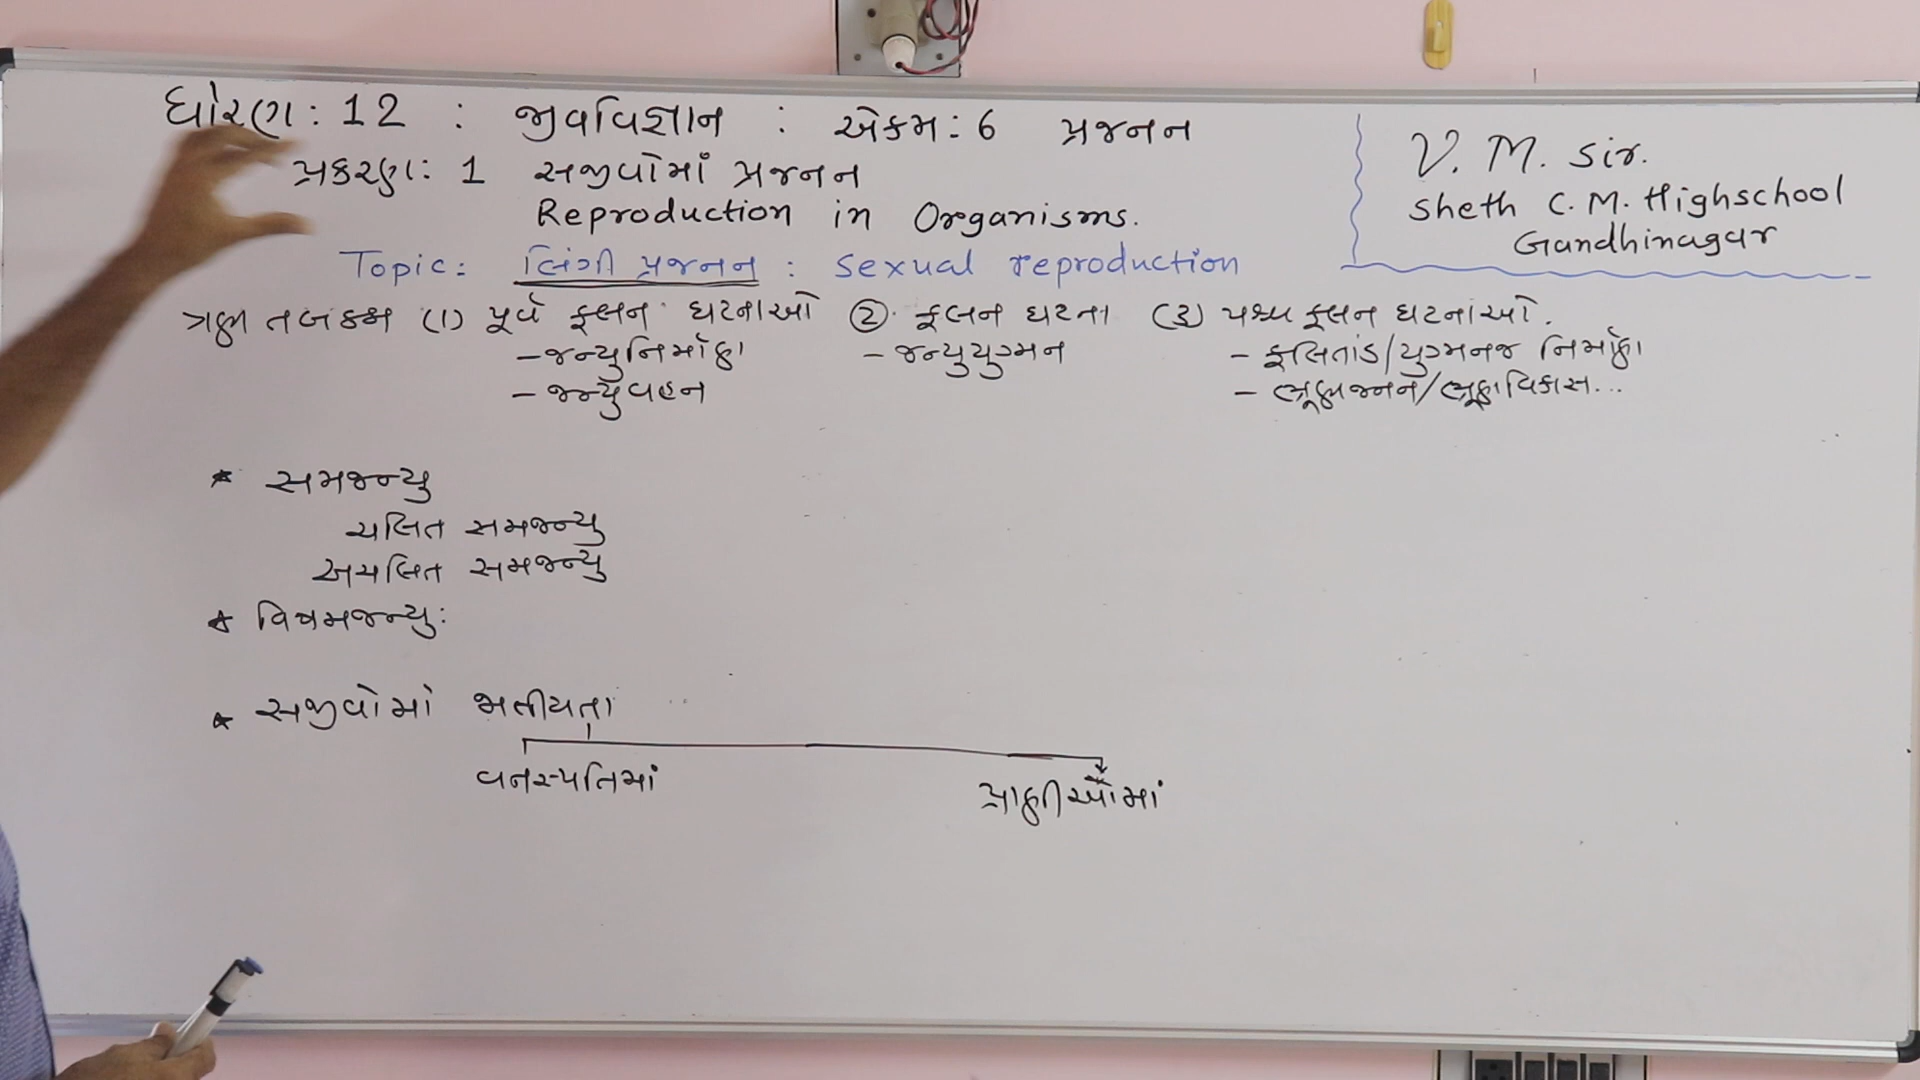 ધોરણ: 12 : જીવવિજ્ઞાન : એકમ: 6 પ્રજનન
પ્રકરણ: 1 સજીવોમાં પ્રજનન
Reproduction in Organisms.
V. M. Sir.
Sheth C. M. Highschool
Gandhinagar
Topic: લિંગી પ્રજનન : Sexual reproduction
ત્રણ તબક્કા (1) પૂર્વ ફલન ઘટનાઓ ② ફલન ઘટના (૩) પશ્ચ ફલન ઘટનાઓ.
- જન્યુનિર્માણ - જન્યુયુગ્મન - ફલિતાંડ/યુગ્મનજ નિર્માણ
- જન્યુવહન - ભ્રૂણજનન/ભ્રૂણવિકાસ...
* સમજન્યુ
ચલિત સમજન્યુ
અચલિત સમજન્યુ
* વિષમજન્યુ:
* સજીવોમાં જાતીયતા
વનસ્પતિમાં પ્રાણીઓમાં